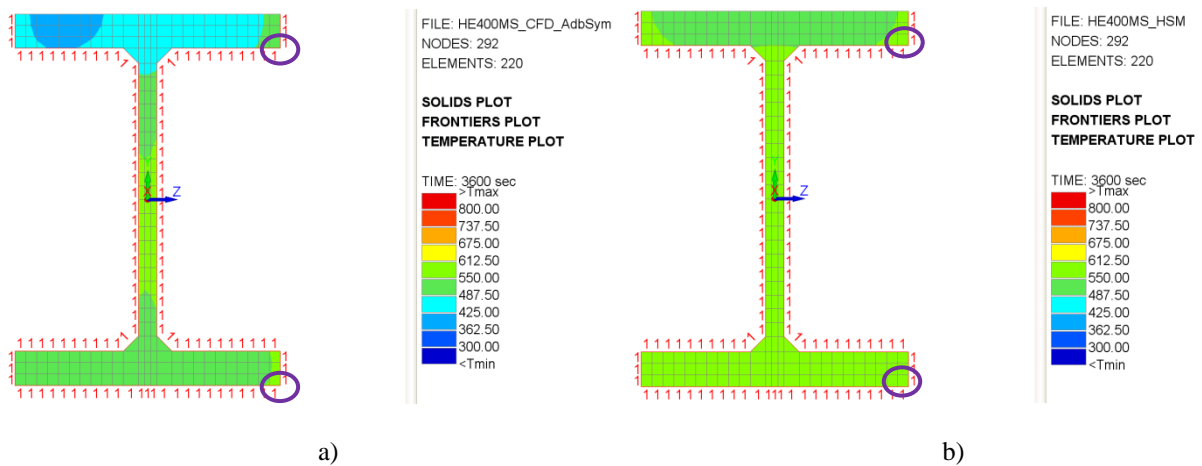 FILE: HE400MS_CFD_AdbSym
NODES: 292
ELEMENTS: 220
SOLIDS PLOT
FRONTIERS PLOT
TEMPERATURE PLOT
TIME: 3600 sec
>Tmax
800.00
737.50
675.00
612.50
550.00
487.50
425.00
362.50
300.00
<Tmin
X
Z
a)
FILE: HE400MS_HSM
NODES: 292
ELEMENTS: 220
SOLIDS PLOT
FRONTIERS PLOT
TEMPERATURE PLOT
TIME: 3600 sec
>Tmax
800.00
737.50
675.00
612.50
550.00
487.50
425.00
362.50
300.00
<Tmin
X
Z
b)